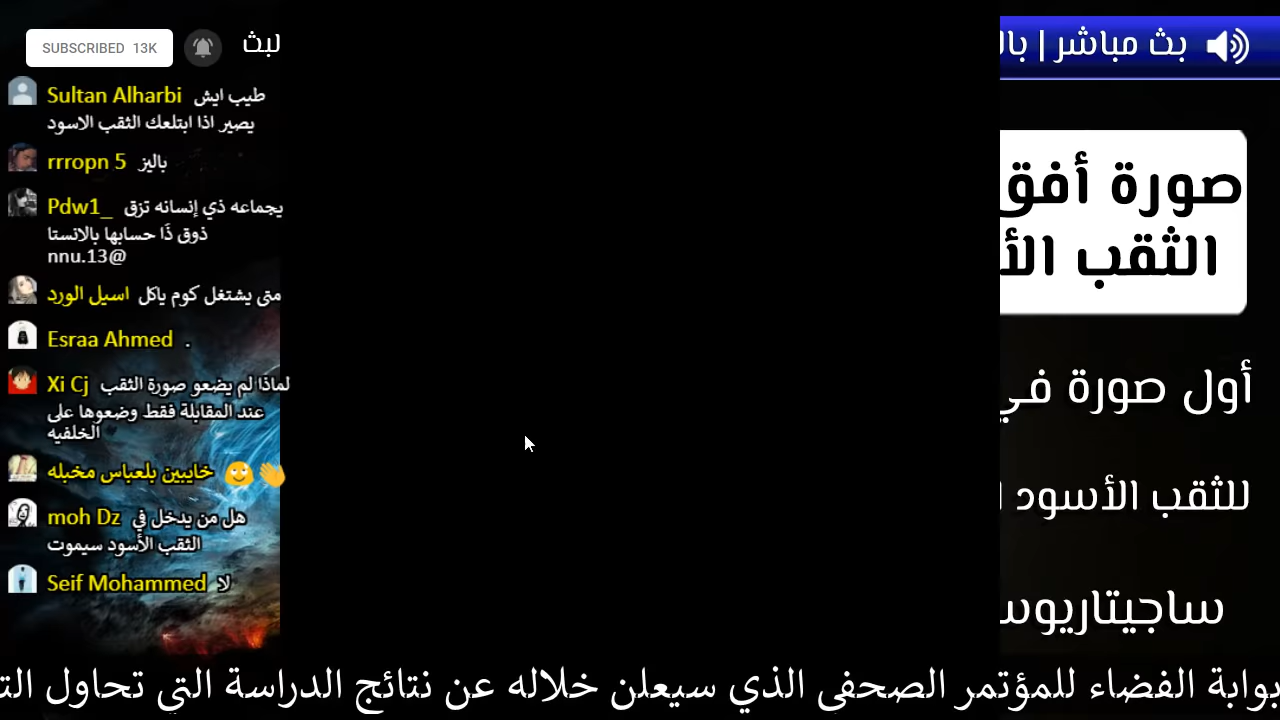 SUBSCRIBED 13K
لبث
بث مباشر | با
Sultan Alharbi طيب ايش
يصير اذا ابتلعك الثقب الاسود
rrropn 5 باليز
Pdw1_ يجماعه ذي إنسانه تزق
ذوق ذَا حسابها بالانستا
@nnu.13
اسيل الورد متى يشتغل كوم ياكل
Esraa Ahmed .
Xi Cj لماذا لم يضعو صورة الثقب
عند المقابلة فقط وضعوها على
الخلفيه
خايبين بلعباس مخبله 🙄👏
moh Dz هل من يدخل في
الثقب الأسود سيموت
Seif Mohammed لا
صورة أفق
الثقب الأ
أول صورة في
للثقب الأسود
ساجيتاريوس
بوابة الفضاء للمؤتمر الصحفي الذي سيعلن خلاله عن نتائج الدراسة التي تحاول الت